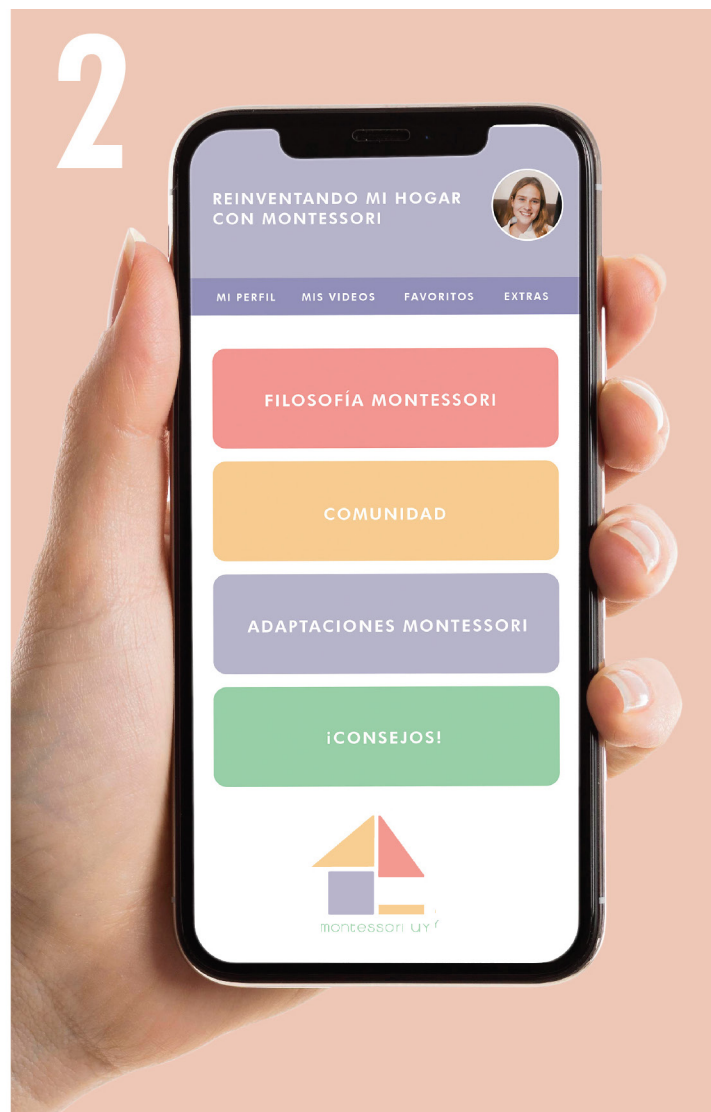 2
REINVENTANDO MI HOGAR
CON MONTESSORI
MI PERFIL MIS VIDEOS FAVORITOS EXTRAS
FILOSOFÍA MONTESSORI
COMUNIDAD
ADAPTACIONES MONTESSORI
¡CONSEJOS!
montessori UY